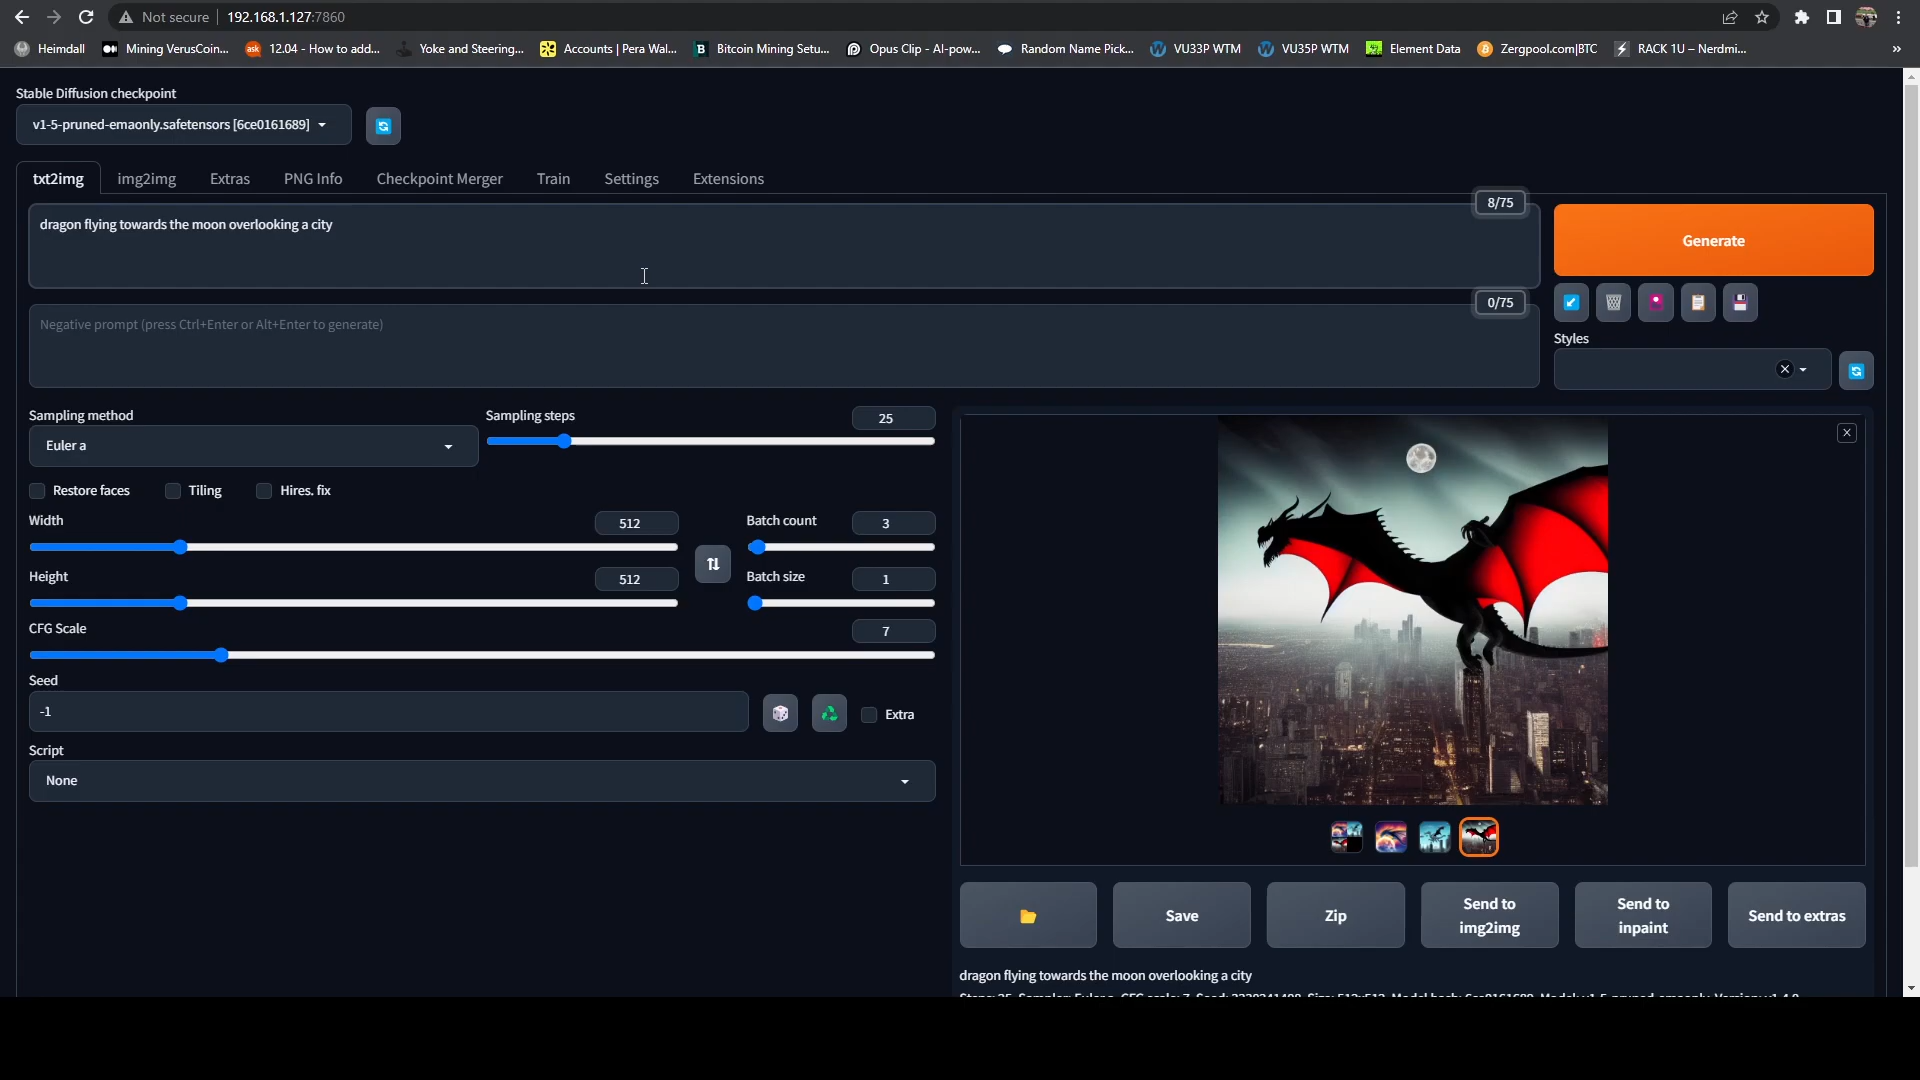 Not secure 192.168.1.127:7860
Heimdall Mining VerusCoin... ask 12.04 - How to add... Yoke and Steering... Accounts | Pera Wal... Bitcoin Mining Setu... Opus Clip - AI-pow... Random Name Pick... VU33P WTM VU35P WTM Element Data Zergpool.com|BTC RACK 1U – Nerdmi... »
Stable Diffusion checkpoint
v1-5-pruned-emaonly.safetensors [6ce0161689]
txt2img img2img Extras PNG Info Checkpoint Merger Train Settings Extensions
8/75
dragon flying towards the moon overlooking a city
Generate
0/75
Negative prompt (press Ctrl+Enter or Alt+Enter to generate)
Styles
Sampling method
Euler a
Sampling steps 25
Restore faces Tiling Hires. fix
Width 512
Batch count 3
Height 512
Batch size 1
CFG Scale 7
Seed
-1
Extra
Script
None
Save
Zip
Send to
img2img
Send to
inpaint
Send to extras
dragon flying towards the moon overlooking a city